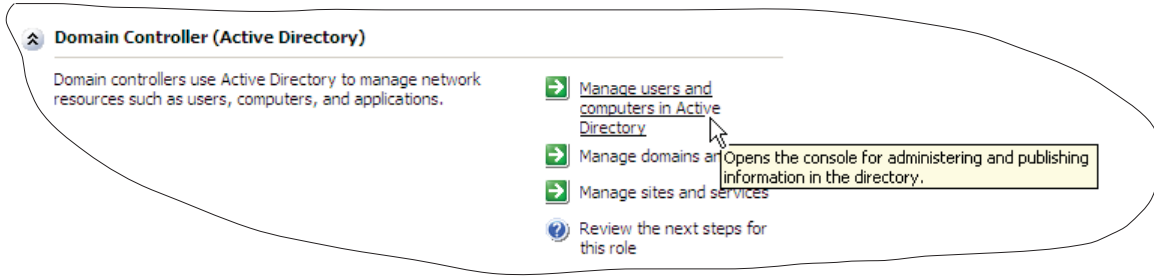 Domain Controller (Active Directory)
Domain controllers use Active Directory to manage network
resources such as users, computers, and applications.
Manage users and
computers in Active
Directory
Manage domains an
Opens the console for administering and publishing
information in the directory.
Manage sites and services
Review the next steps for
this role